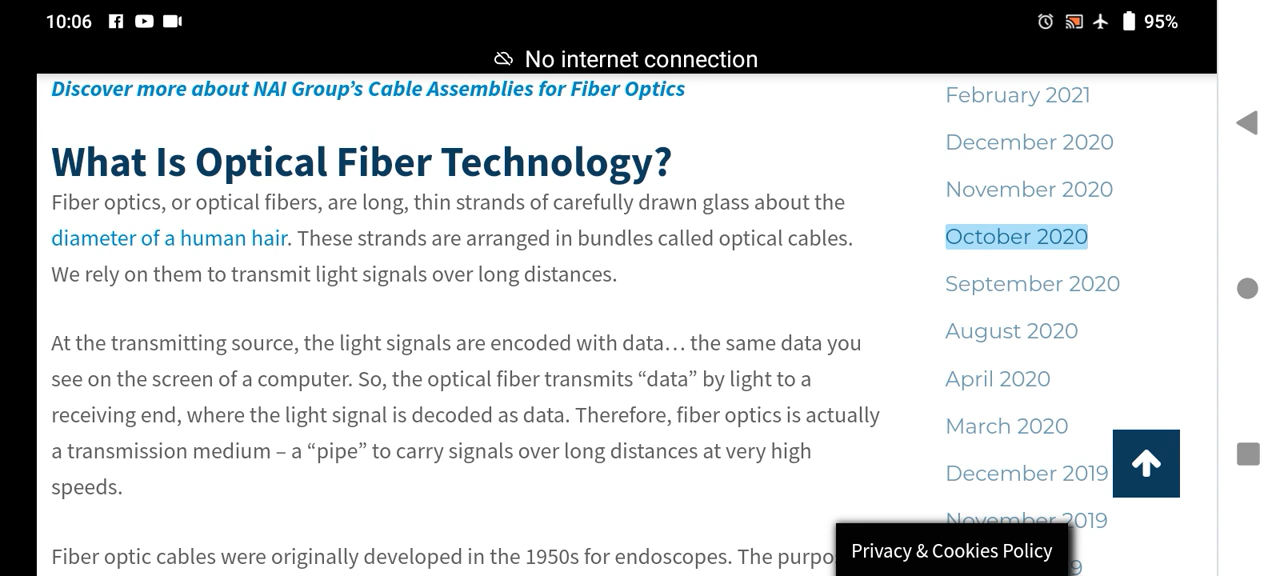 10:06
95%
No internet connection
Discover more about NAI Group’s Cable Assemblies for Fiber Optics
What Is Optical Fiber Technology?
Fiber optics, or optical fibers, are long, thin strands of carefully drawn glass about the
diameter of a human hair. These strands are arranged in bundles called optical cables.
We rely on them to transmit light signals over long distances.
At the transmitting source, the light signals are encoded with data… the same data you
see on the screen of a computer. So, the optical fiber transmits “data” by light to a
receiving end, where the light signal is decoded as data. Therefore, fiber optics is actually
a transmission medium – a “pipe” to carry signals over long distances at very high
speeds.
Fiber optic cables were originally developed in the 1950s for endoscopes. The
February 2021
December 2020
November 2020
October 2020
September 2020
August 2020
April 2020
March 2020
December 2019
November 2019
Privacy & Cookies Policy